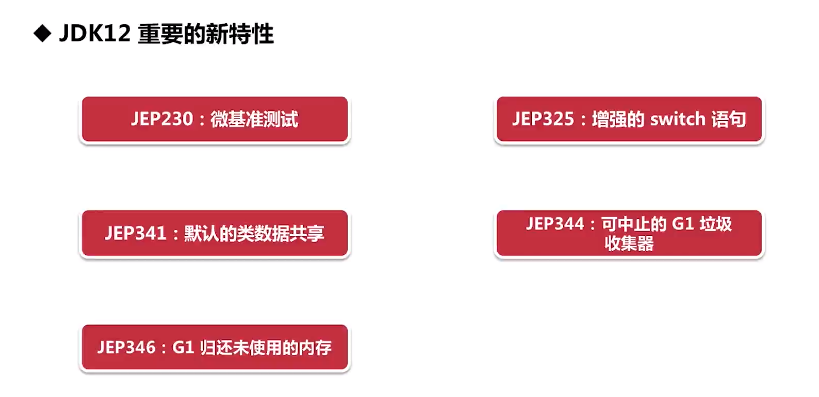 ◆ JDK12 重要的新特性
JEP230：微基准测试
JEP325：增强的 switch 语句
JEP341：默认的类数据共享
JEP344：可中止的 G1 垃圾
收集器
JEP346：G1 归还未使用的内存